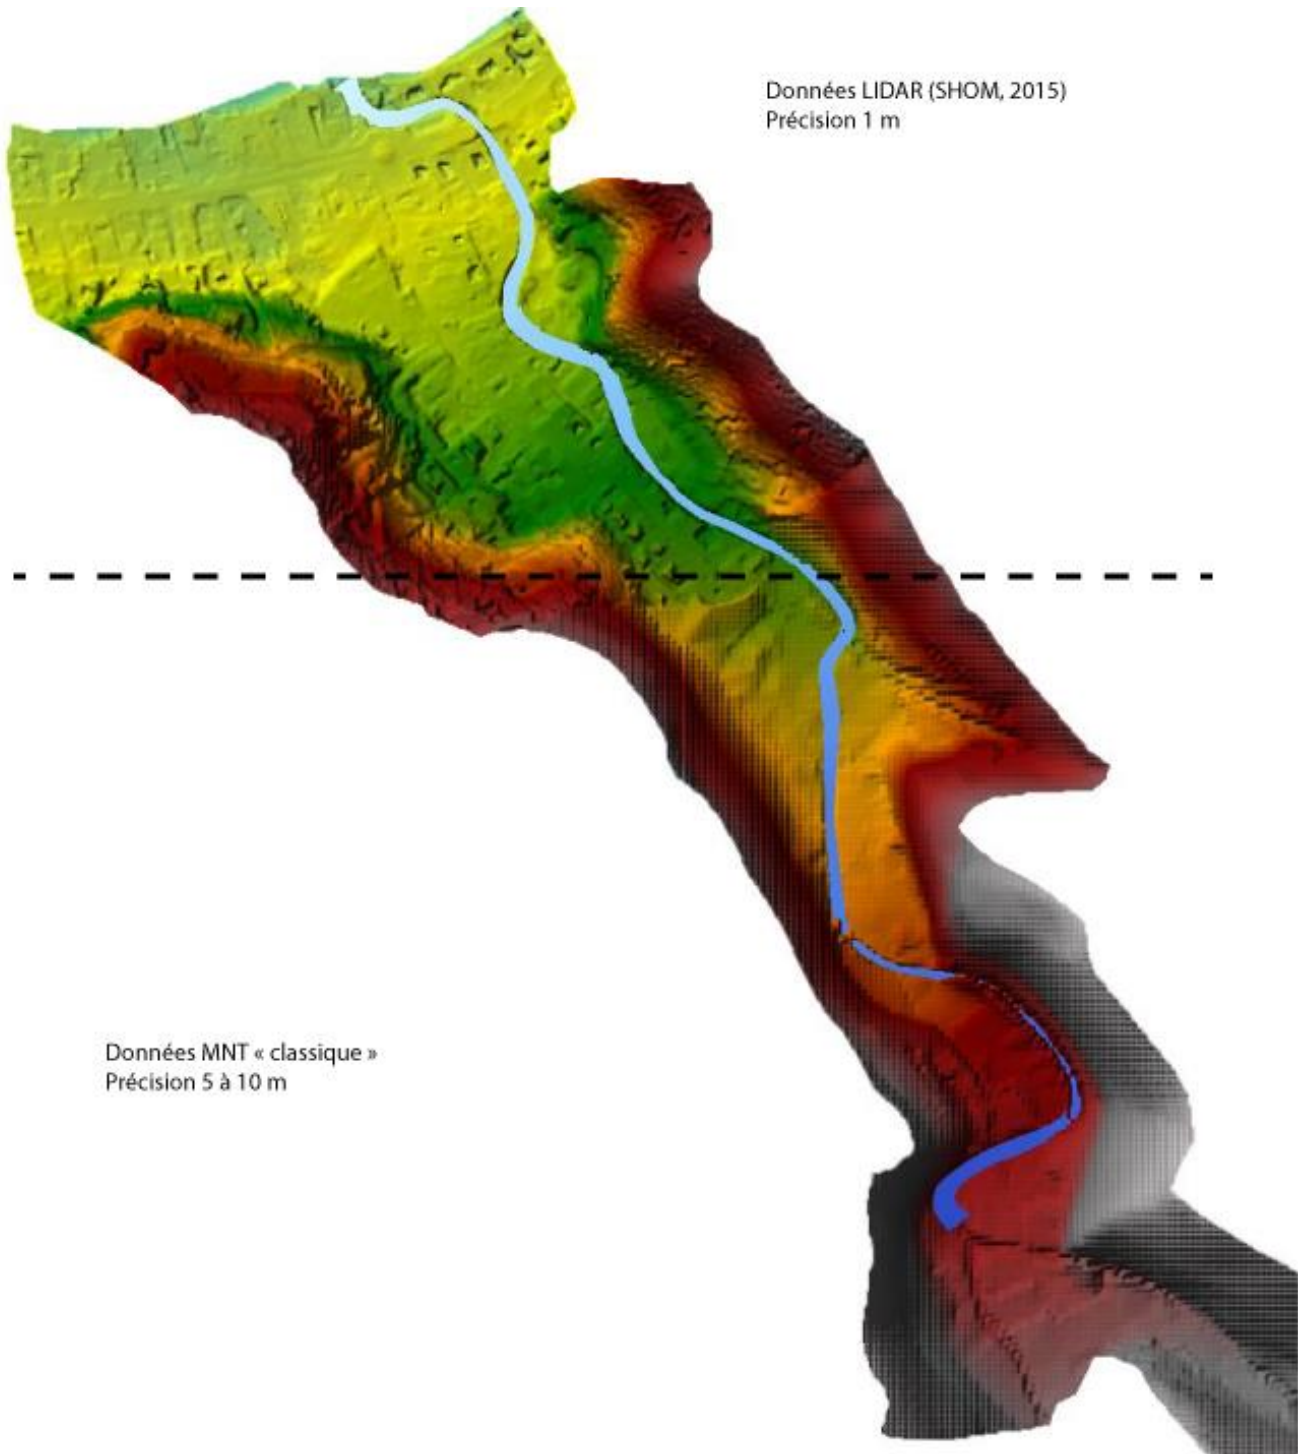 Données LIDAR (SHOM, 2015)
Précision 1 m
Données MNT « classique »
Précision 5 à 10 m